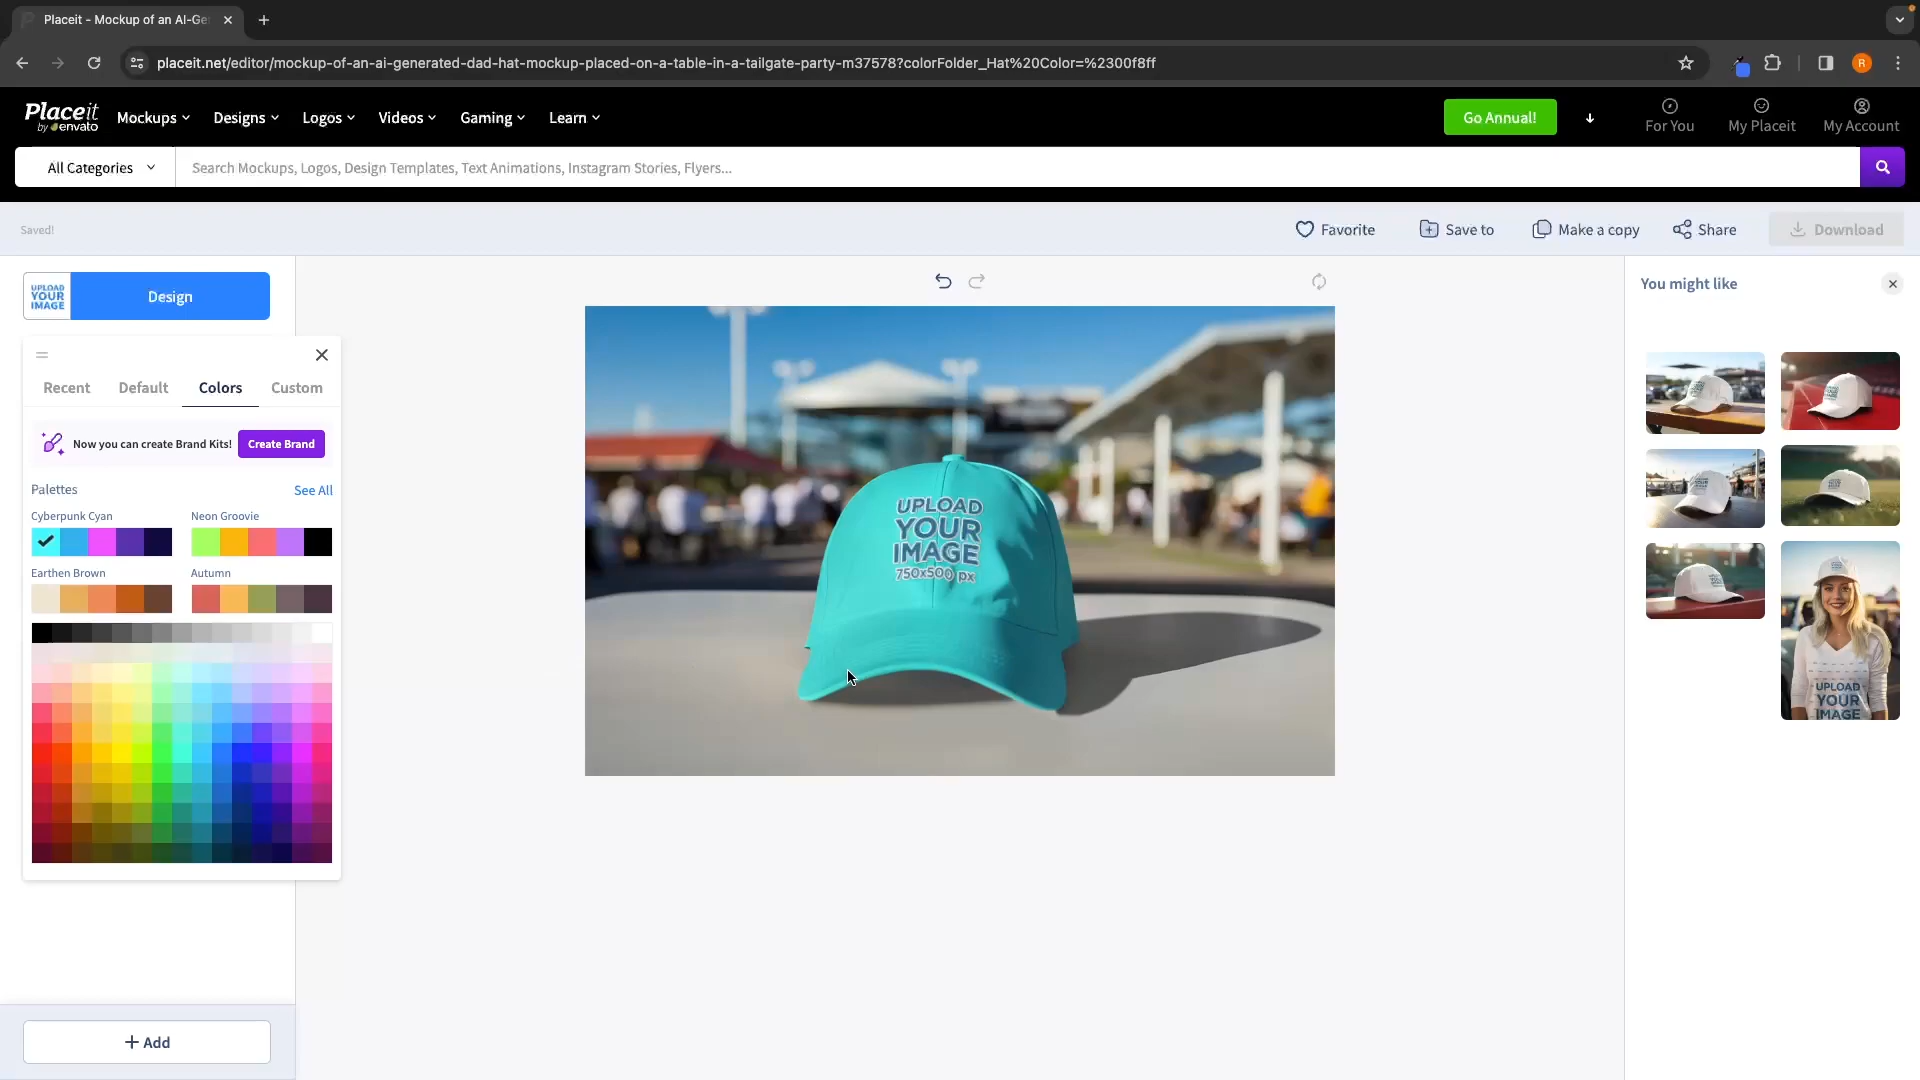 Placeit - Mockup of an AI-Ge
placeit.net/editor/mockup-of-an-ai-generated-dad-hat-mockup-placed-on-a-table-in-a-tailgate-party-m37578?colorFolder_Hat%20Color=%2300f8ff
R
Placeit
by envato
Mockups
Designs
Logos
Videos
Gaming
Learn
Go Annual!
For You
My Placeit
My Account
All Categories
Search Mockups, Logos, Design Templates, Text Animations, Instagram Stories, Flyers...
Saved!
Favorite
Save to
Make a copy
Share
Download
UPLOAD
YOUR
IMAGE
Design
Recent
Default
Colors
Custom
Now you can create Brand Kits!
Create Brand
Palettes
See All
Cyberpunk Cyan
Neon Groovie
Earthen Brown
Autumn
+ Add
UPLOAD
YOUR
IMAGE
750x500 px
You might like
UPLOAD
YOUR
IMAGE